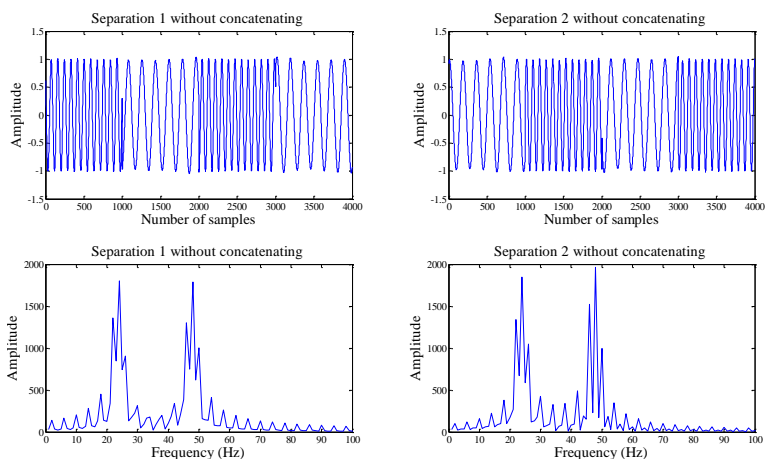 Separation 1 without concatenating
1.5
1
0.5
0
-0.5
-1
-1.5
Amplitude
0 500 1000 1500 2000 2500 3000 3500 4000
Number of samples
Separation 2 without concatenating
1.5
1
0.5
0
-0.5
-1
-1.5
Amplitude
0 500 1000 1500 2000 2500 3000 3500 4000
Number of samples
Separation 1 without concatenating
2000
1500
1000
500
0
Amplitude
0 10 20 30 40 50 60 70 80 90 100
Frequency (Hz)
Separation 2 without concatenating
2000
1500
1000
500
0
Amplitude
0 10 20 30 40 50 60 70 80 90 100
Frequency (Hz)